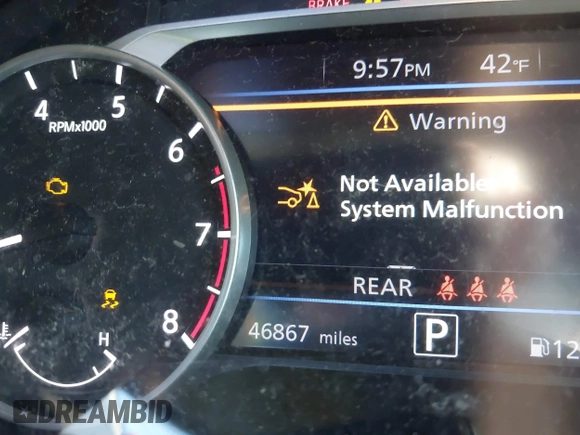 BRAKE
9:57PM 42°F
4 5 6 7 8
RPMx1000
Warning
Not Available
System Malfunction
REAR
46867 miles
P
12
H
DREAMBID